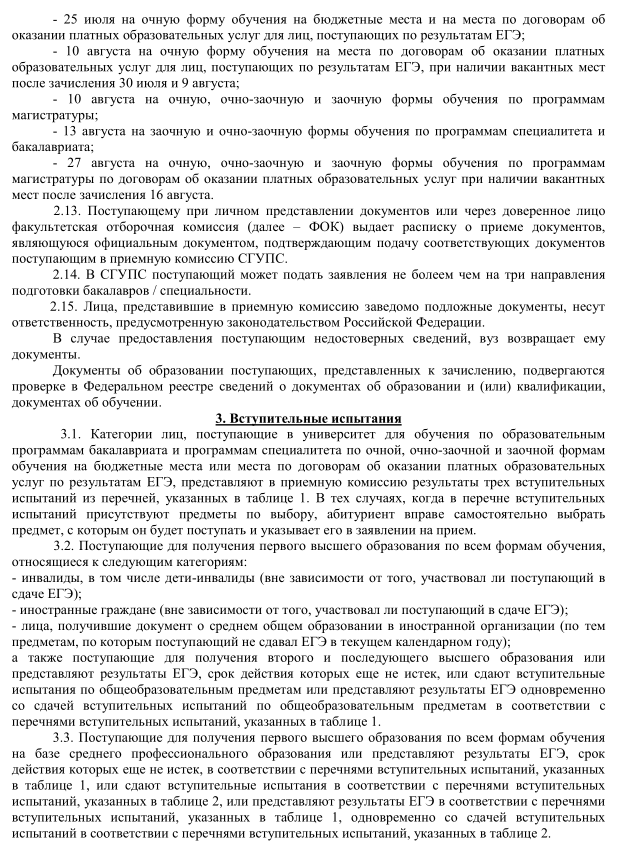 - 25 июля на очную форму обучения на бюджетные места и на места по договорам об
оказании платных образовательных услуг для лиц, поступающих по результатам ЕГЭ;
- 10 августа на очную форму обучения на места по договорам об оказании платных
образовательных услуг для лиц, поступающих по результатам ЕГЭ, при наличии вакантных мест
после зачисления 30 июля и 9 августа;
- 10 августа на очную, очно-заочную и заочную формы обучения по программам
магистратуры;
- 13 августа на заочную и очно-заочную формы обучения по программам специалитета и
бакалавриата;
- 27 августа на очную, очно-заочную и заочную формы обучения по программам
магистратуры по договорам об оказании платных образовательных услуг при наличии вакантных
мест после зачисления 16 августа.
2.13. Поступающему при личном представлении документов или через доверенное лицо
факультетская отборочная комиссия (далее – ФОК) выдает расписку о приеме документов,
являющуюся официальным документом, подтверждающим подачу соответствующих документов
поступающим в приемную комиссию СГУПС.
2.14. В СГУПС поступающий может подать заявления не болеем чем на три направления
подготовки бакалавров / специальности.
2.15. Лица, представившие в приемную комиссию заведомо подложные документы, несут
ответственность, предусмотренную законодательством Российской Федерации.
В случае предоставления поступающим недостоверных сведений, вуз возвращает ему
документы.
Документы об образовании поступающих, представленных к зачислению, подвергаются
проверке в Федеральном реестре сведений о документах об образовании и (или) квалификации,
документах об обучении.
3. Вступительные испытания
3.1. Категории лиц, поступающие в университет для обучения по образовательным
программам бакалавриата и программам специалитета по очной, очно-заочной и заочной формам
обучения на бюджетные места или места по договорам об оказании платных образовательных
услуг по результатам ЕГЭ, представляют в приемную комиссию результаты трех вступительных
испытаний из перечней, указанных в таблице 1. В тех случаях, когда в перечне вступительных
испытаний присутствуют предметы по выбору, абитуриент вправе самостоятельно выбрать
предмет, с которым он будет поступать и указывает его в заявлении на прием.
3.2. Поступающие для получения первого высшего образования по всем формам обучения,
относящиеся к следующим категориям:
- инвалиды, в том числе дети-инвалиды (вне зависимости от того, участвовал ли поступающий в
сдаче ЕГЭ);
- иностранные граждане (вне зависимости от того, участвовал ли поступающий в сдаче ЕГЭ);
- лица, получившие документ о среднем общем образовании в иностранной организации (по тем
предметам, по которым поступающий не сдавал ЕГЭ в текущем календарном году);
а также поступающие для получения второго и последующего высшего образования или
представляют результаты ЕГЭ, срок действия которых еще не истек, или сдают вступительные
испытания по общеобразовательным предметам или представляют результаты ЕГЭ одновременно
со сдачей вступительных испытаний по общеобразовательным предметам в соответствии с
перечнями вступительных испытаний, указанных в таблице 1.
3.3. Поступающие для получения первого высшего образования по всем формам обучения
на базе среднего профессионального образования или представляют результаты ЕГЭ, срок
действия которых еще не истек, в соответствии с перечнями вступительных испытаний, указанных
в таблице 1, или сдают вступительные испытания в соответствии с перечнями вступительных
испытаний, указанных в таблице 2, или представляют результаты ЕГЭ в соответствии с перечнями
вступительных испытаний, указанных в таблице 1, одновременно со сдачей вступительных
испытаний в соответствии с перечнями вступительных испытаний, указанных в таблице 2.